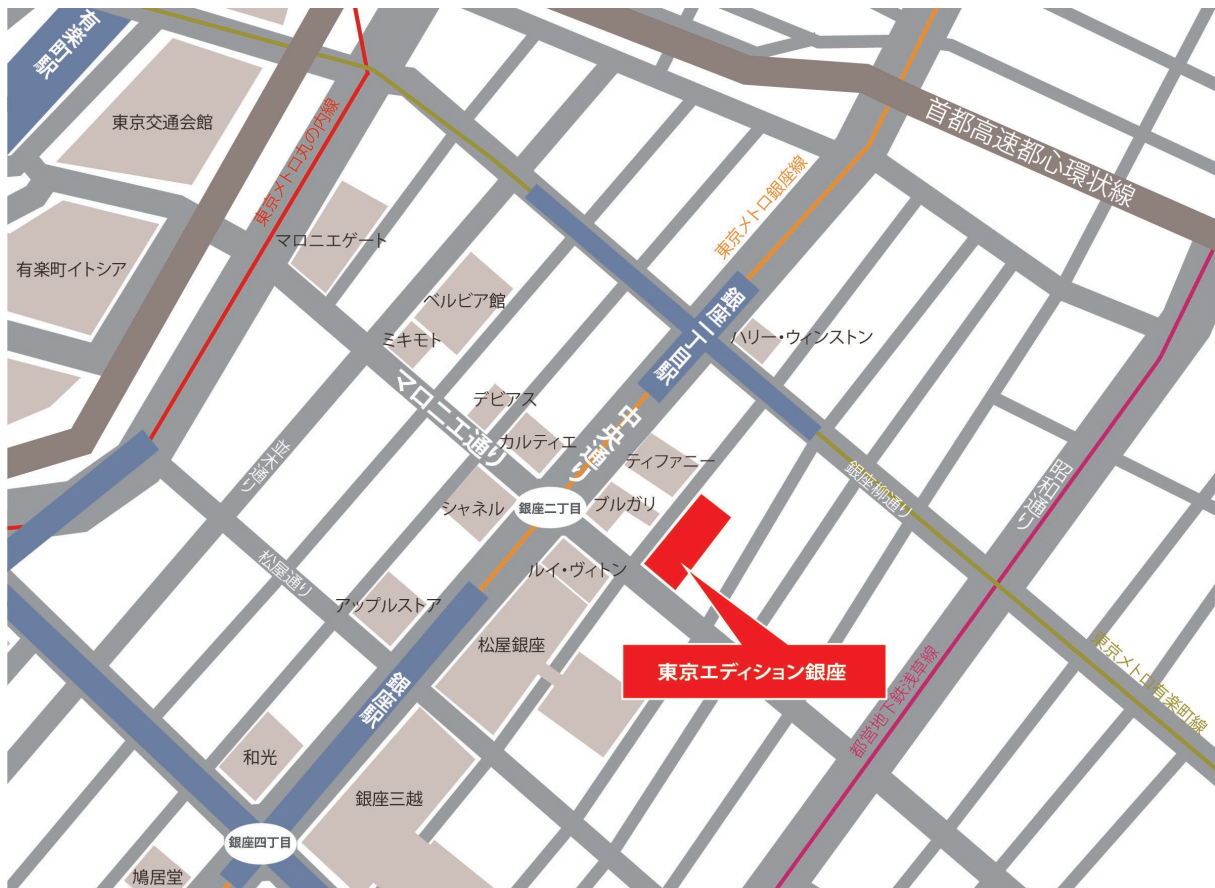 有楽町駅
東京交通会館
東京メトロ丸の内線
首都高速都心環状線
東京メトロ銀座線
マロニエゲート
有楽町イトシア
ベルビア館
銀座一丁目駅
ハリー・ウィンストン
ミキモト
デビアス
マロニエ通り
カルティエ
中央通り
ティファニー
並木通り
銀座柳通り
昭和通り
シャネル
銀座二丁目
ブルガリ
松屋通り
ルイ・ヴィトン
アップルストア
松屋銀座
東京エディション銀座
銀座駅
都営地下鉄浅草線
東京メトロ有楽町線
和光
銀座三越
銀座四丁目
鳩居堂